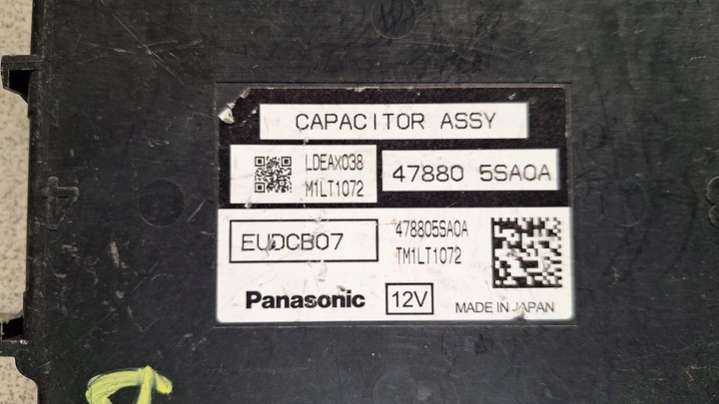 CAPACITOR ASSY
LDEAX038
M1LT1072
47880 5SA0A
EUDCB07
478805SA0A
TM1LT1072
Panasonic
12V
MADE IN JAPAN